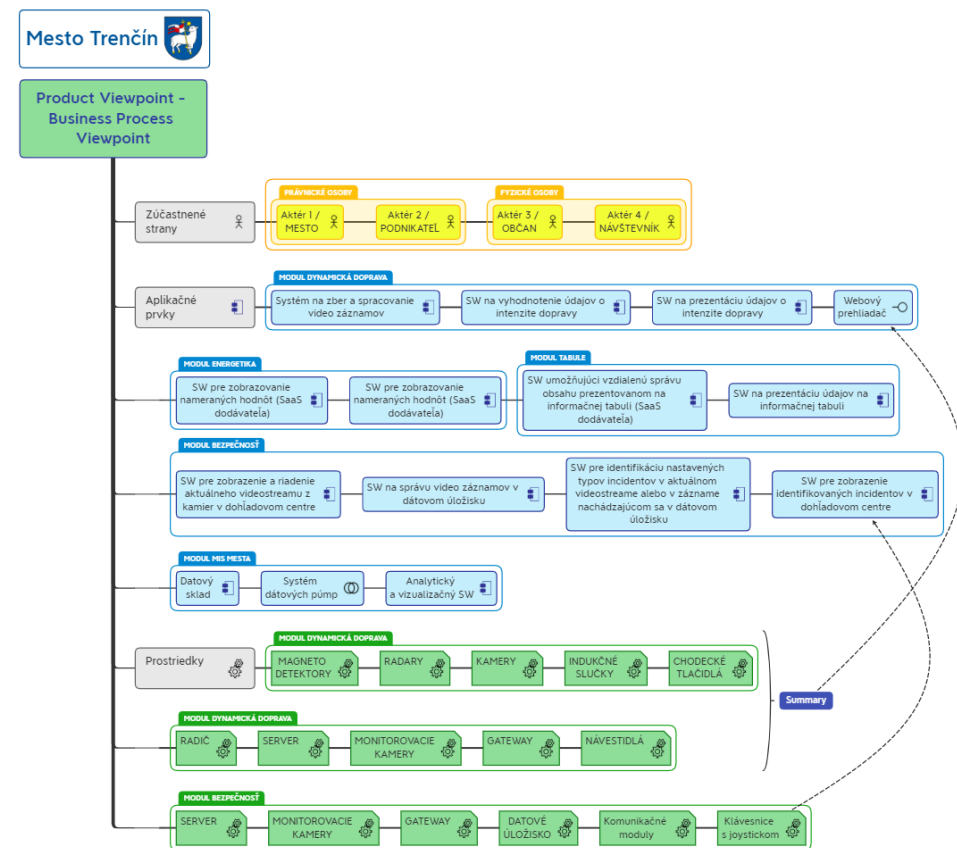 Mesto Trenčín
Product Viewpoint -
Business Process
Viewpoint
PRÁVNICKÉ OSOBY
FYZICKÉ OSOBY
Zúčastnené
strany
Aktér 1 /
MESTO
Aktér 2 /
PODNIKATEĽ
Aktér 3 /
OBČAN
Aktér 4 /
NÁVŠTEVNÍK
MODUL DYNAMICKÁ DOPRAVA
Aplikačné
prvky
Systém na zber a spracovanie
video záznamov
SW na vyhodnotenie údajov o
intenzite dopravy
SW na prezentáciu údajov o
intenzite dopravy
Webový
prehliadač
MODUL ENERGETIKA
SW pre zobrazovanie
nameraných hodnôt (SaaS
dodávateľa)
SW pre zobrazovanie
nameraných hodnôt (SaaS
dodávateľa)
MODUL TABULE
SW umožňujúci vzdialenú správu
obsahu prezentovanom na
informačnej tabuli (SaaS
dodávateľa)
SW na prezentáciu údajov na
informačnej tabuli
MODUL BEZPEČNOSŤ
SW pre zobrazenie a riadenie
aktuálneho videostreamu z
kamier v dohľadovom centre
SW na správu video záznamov v
dátovom úložisku
SW pre identifikáciu nastavených
typov incidentov v aktuálnom
videostreame alebo v zázname
nachádzajúcom sa v dátovom
úložisku
SW pre zobrazenie
identifikovaných incidentov v
dohľadovom centre
MODUL MIS MESTA
Datový
sklad
Systém
dátových púmp
Analytický
a vizualizačný SW
MODUL DYNAMICKÁ DOPRAVA
Prostriedky
MAGNETO
DETEKTORY
RADARY
KAMERY
INDUKČNÉ
SLUČKY
CHODECKÉ
TLAČIDLÁ
Summary
MODUL DYNAMICKÁ DOPRAVA
RADIČ
SERVER
MONITOROVACIE
KAMERY
GATEWAY
NÁVESTIDLÁ
MODUL BEZPEČNOSŤ
SERVER
MONITOROVACIE
KAMERY
GATEWAY
DATOVÉ
ÚLOŽISKO
Komunikačné
moduly
Klávesnice
s joystickom